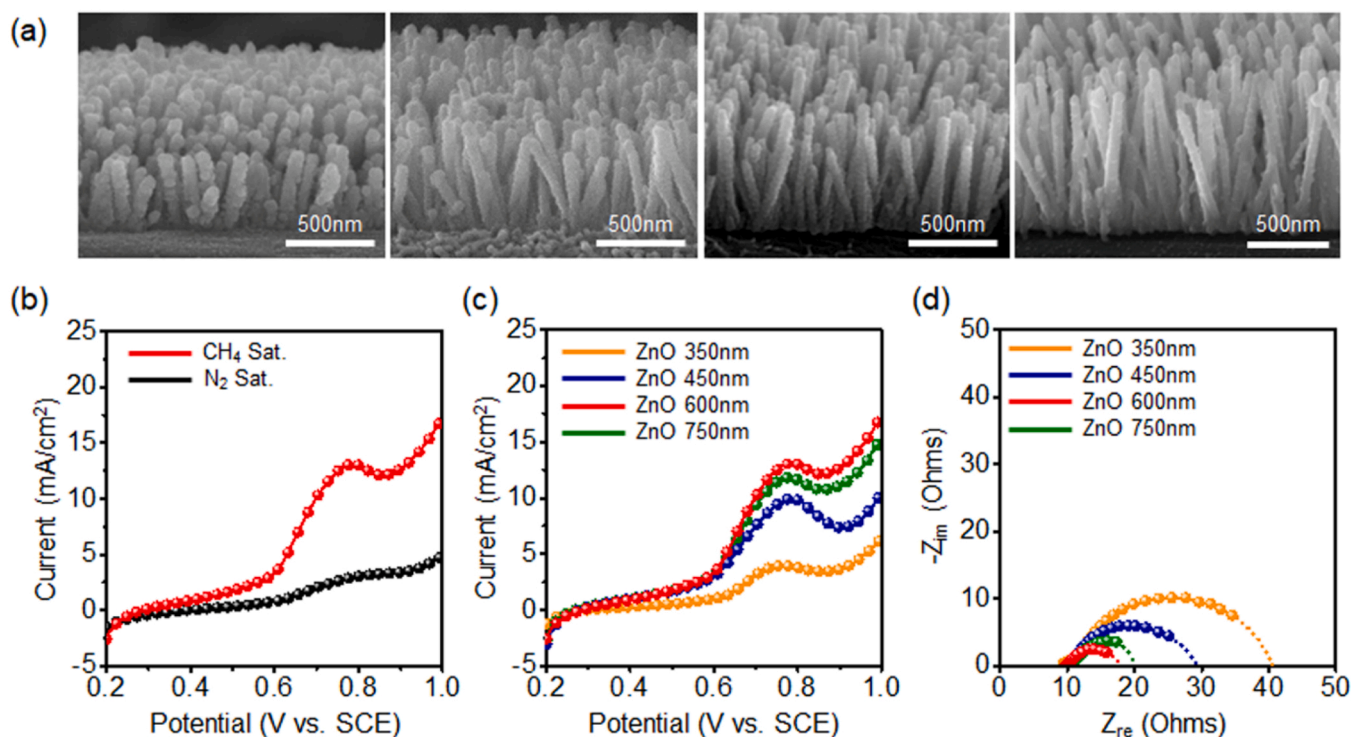 (a)
500nm 500nm 500nm 500nm
(b)
25
20
15
10
5
0
-5
Current (mA/cm²)
CH₄ Sat.
N₂ Sat.
0.2 0.4 0.6 0.8 1.0
Potential (V vs. SCE)
(c)
25
20
15
10
5
0
-5
Current (mA/cm²)
ZnO 350nm
ZnO 450nm
ZnO 600nm
ZnO 750nm
0.2 0.4 0.6 0.8 1.0
Potential (V vs. SCE)
(d)
50
40
30
20
10
0
-Zim (Ohms)
ZnO 350nm
ZnO 450nm
ZnO 600nm
ZnO 750nm
0 10 20 30 40 50
Zre (Ohms)